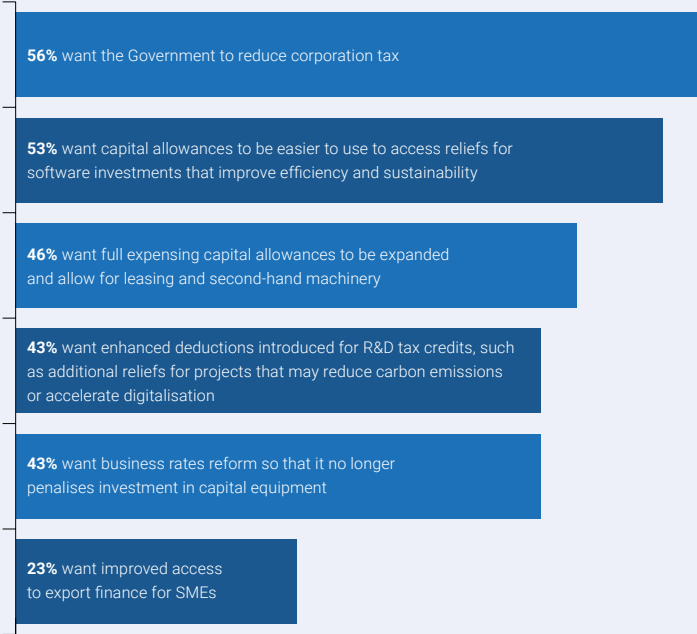 56% want the Government to reduce corporation tax
53% want capital allowances to be easier to use to access reliefs for
software investments that improve efficiency and sustainability
46% want full expensing capital allowances to be expanded
and allow for leasing and second-hand machinery
43% want enhanced deductions introduced for R&D tax credits, such
as additional reliefs for projects that may reduce carbon emissions
or accelerate digitalisation
43% want business rates reform so that it no longer
penalises investment in capital equipment
23% want improved access
to export finance for SMEs